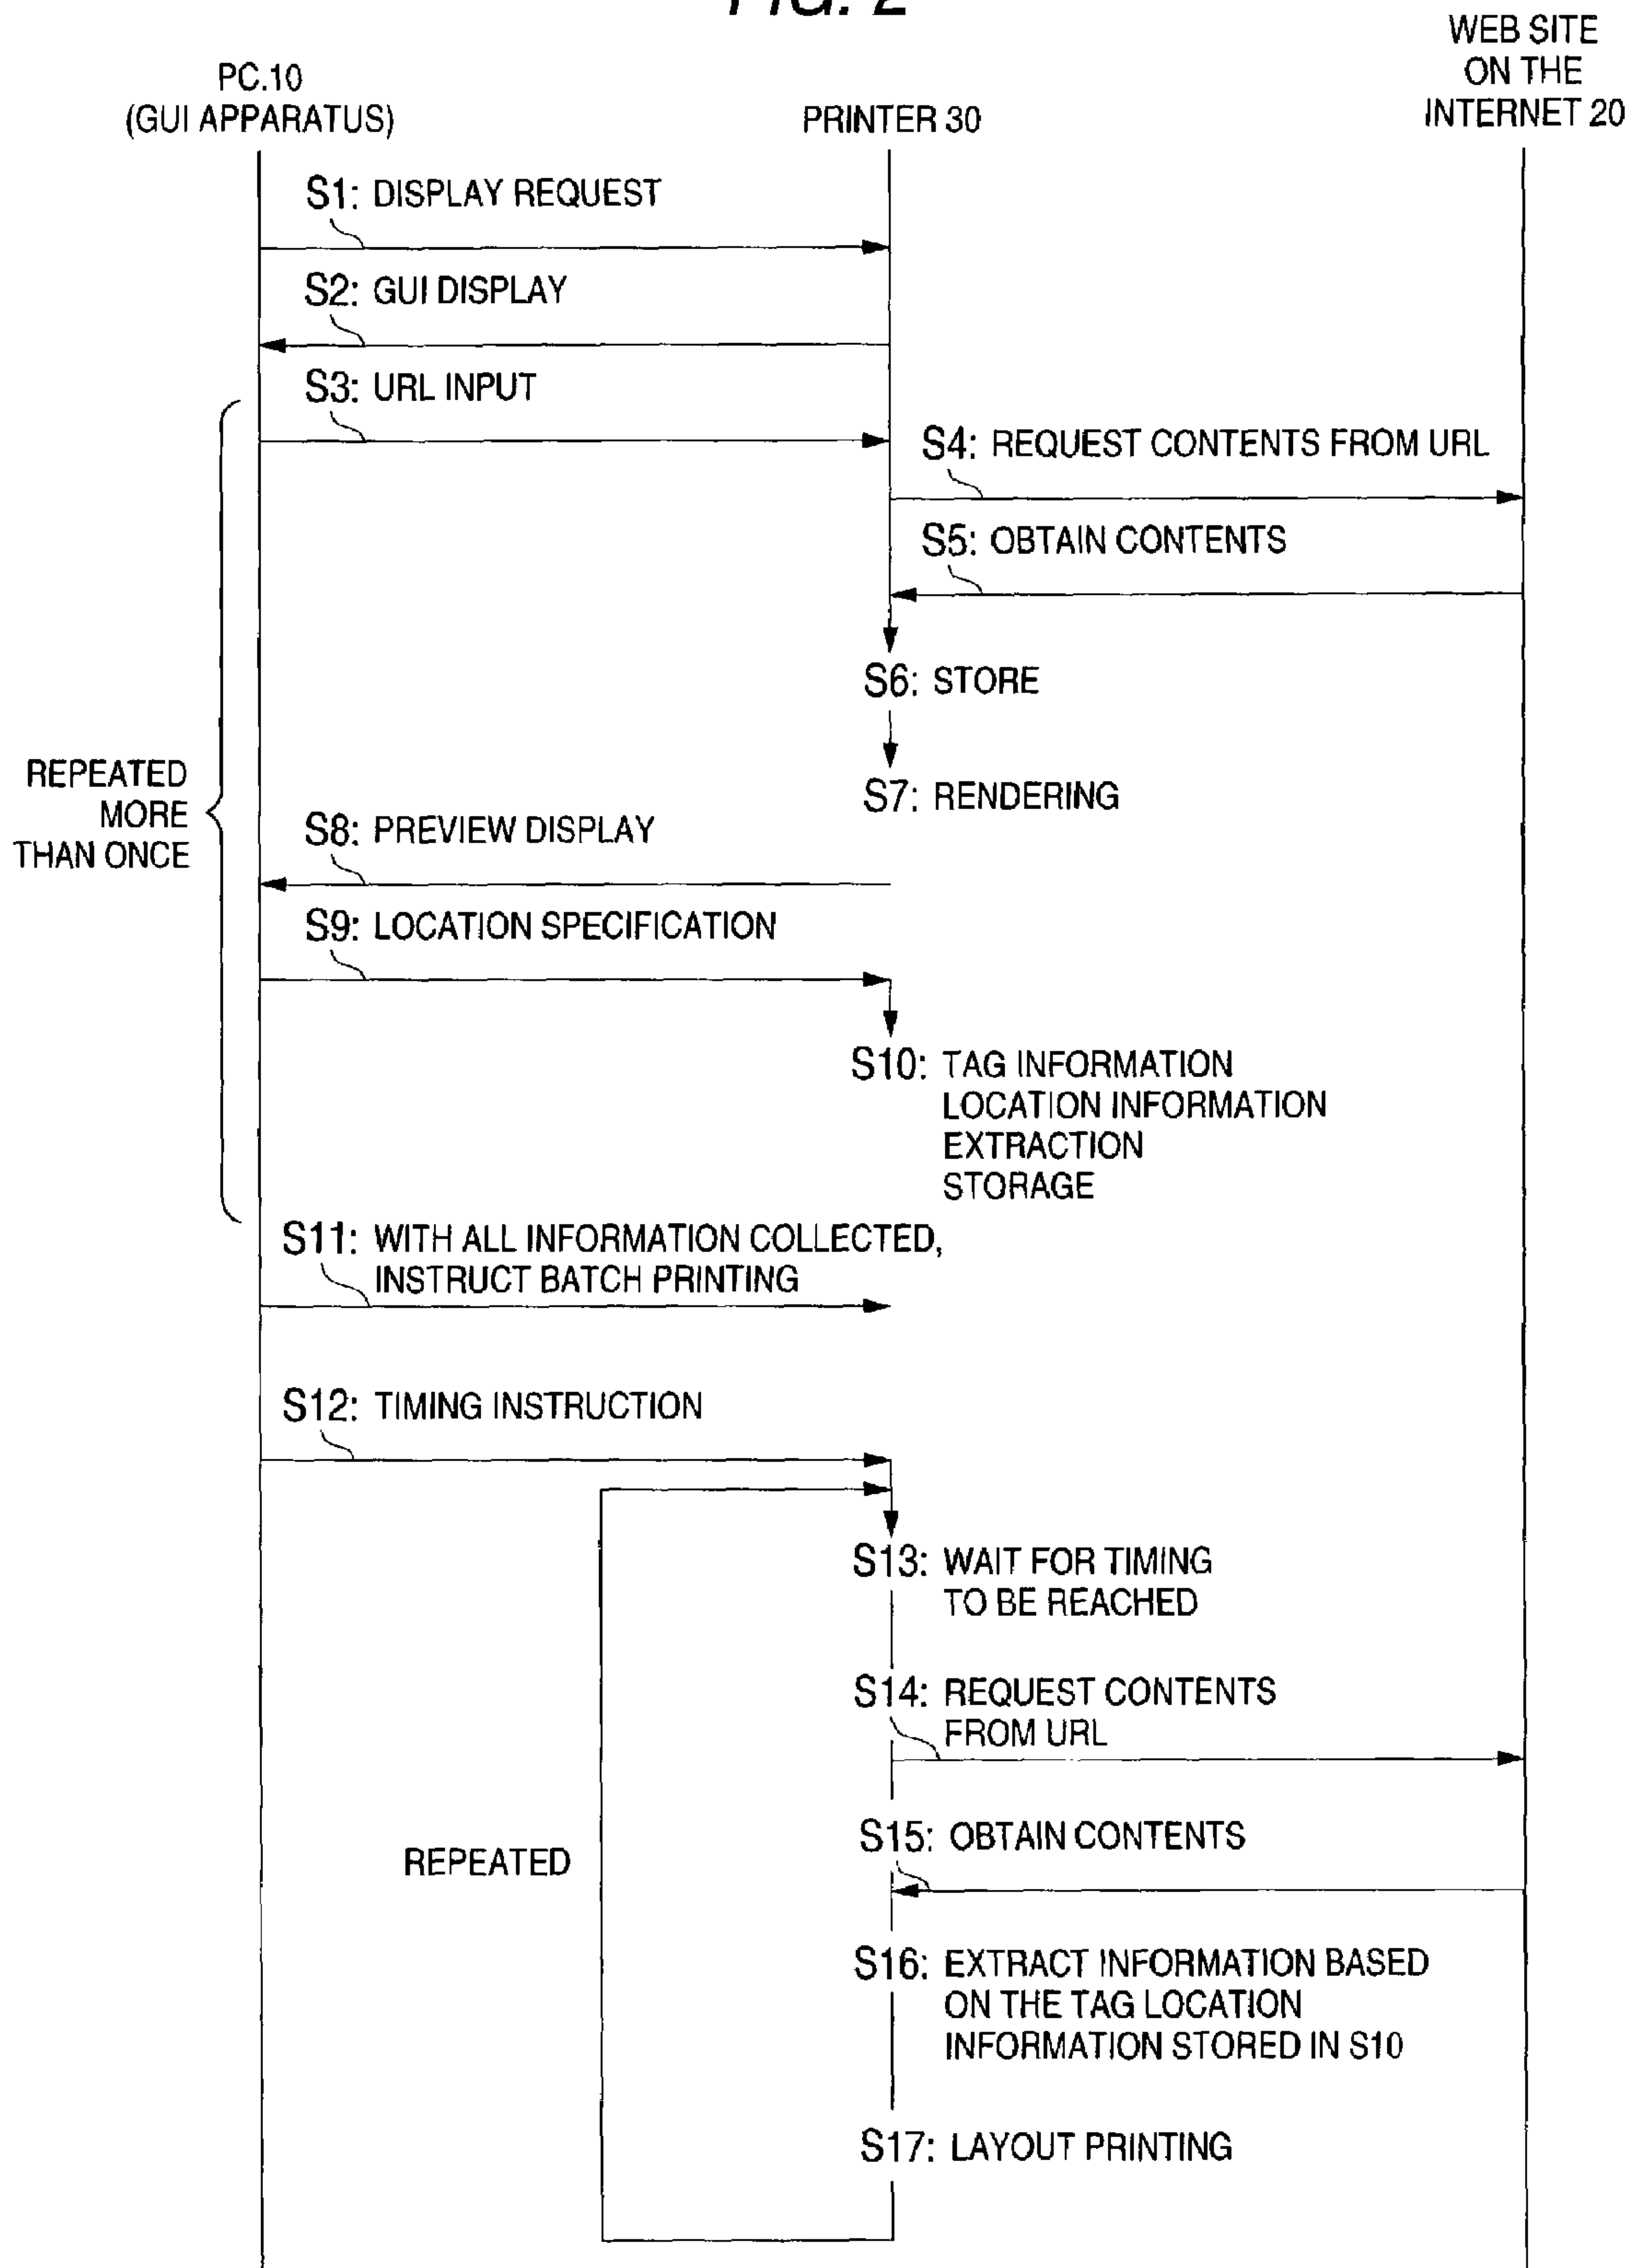 FIG. 2
WEB SITE
ON THE
INTERNET 20
PC.10
(GUI APPARATUS)
PRINTER 30
S1: DISPLAY REQUEST
S2: GUI DISPLAY
S3: URL INPUT
S4: REQUEST CONTENTS FROM URL
S5: OBTAIN CONTENTS
S6: STORE
S7: RENDERING
REPEATED
MORE
THAN ONCE
S8: PREVIEW DISPLAY
S9: LOCATION SPECIFICATION
S10: TAG INFORMATION
LOCATION INFORMATION
EXTRACTION
STORAGE
S11: WITH ALL INFORMATION COLLECTED,
INSTRUCT BATCH PRINTING
S12: TIMING INSTRUCTION
S13: WAIT FOR TIMING
TO BE REACHED
S14: REQUEST CONTENTS
FROM URL
S15: OBTAIN CONTENTS
REPEATED
S16: EXTRACT INFORMATION BASED
ON THE TAG LOCATION
INFORMATION STORED IN S10
S17: LAYOUT PRINTING